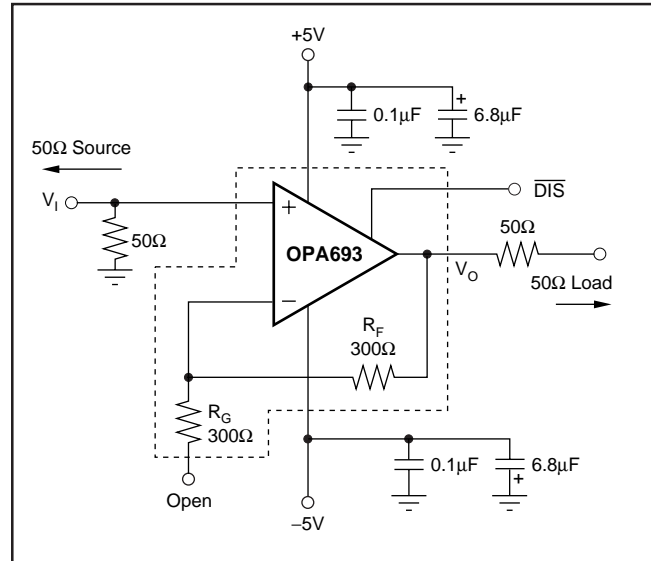 +5V
0.1µF
+
6.8µF
50Ω Source
V_I
50Ω
+
−
OPA693
D̅I̅S̅
50Ω
V_O
50Ω Load
R_F
300Ω
R_G
300Ω
Open
−5V
0.1µF
6.8µF
+